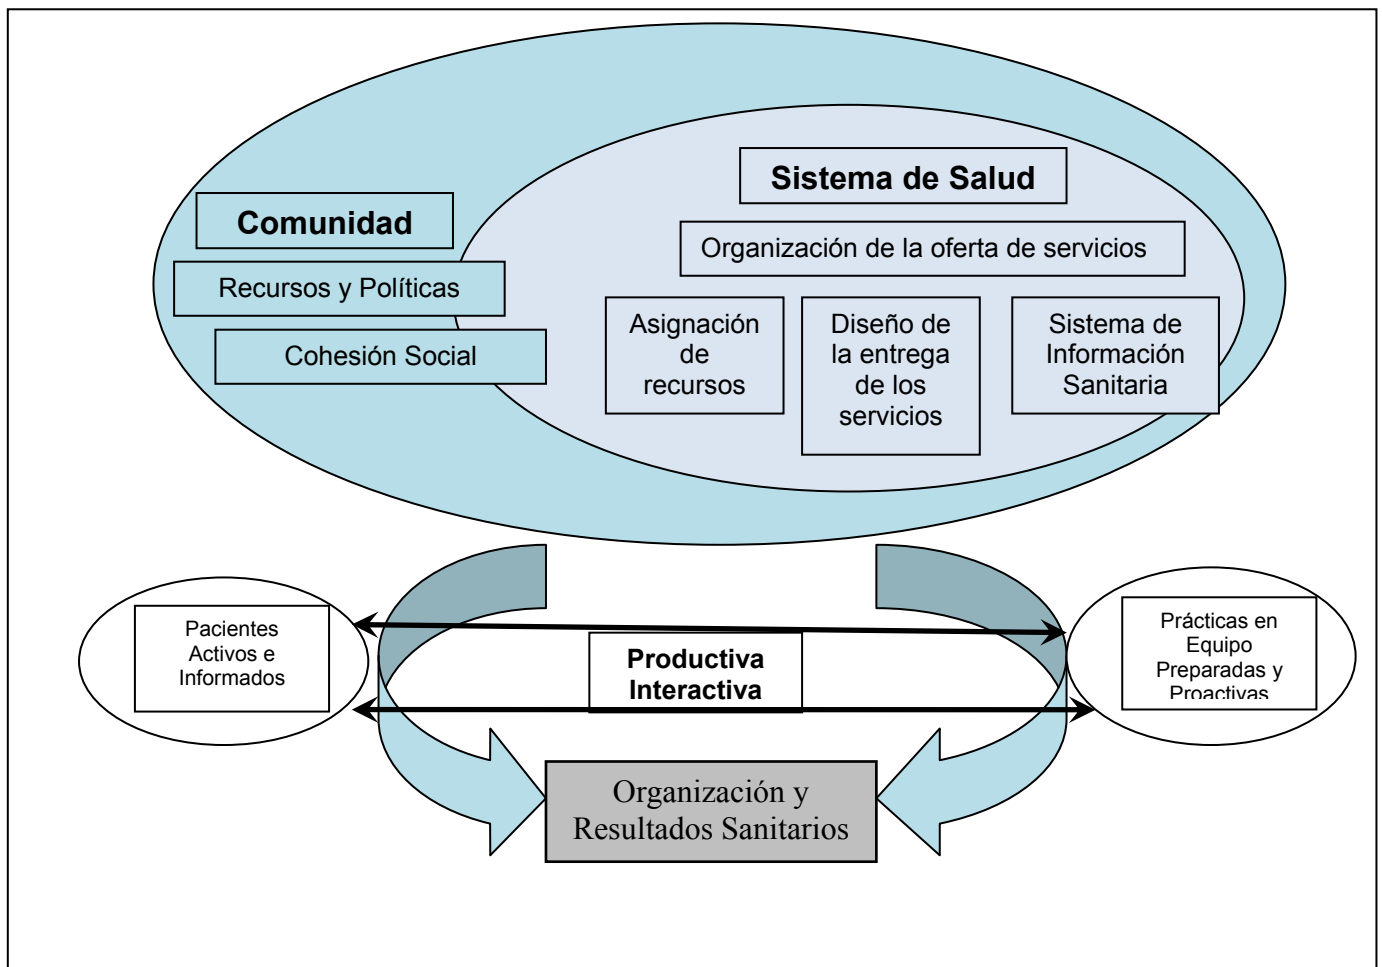 Sistema de Salud
Comunidad
Organización de la oferta de servicios
Recursos y Políticas
Cohesión Social
Asignación
de
recursos
Diseño de
la entrega
de los
servicios
Sistema de
Información
Sanitaria
Pacientes
Activos e
Informados
Productiva
Interactiva
Prácticas en
Equipo
Preparadas y
Proactivas
Organización y
Resultados Sanitarios